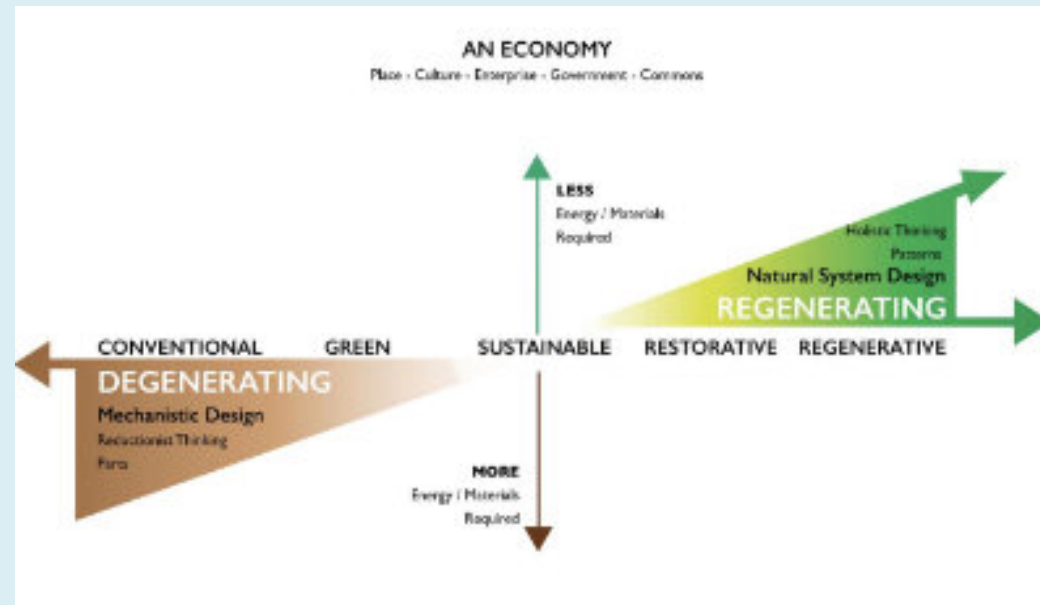 AN ECONOMY
Place - Culture - Enterprise - Government - Commons
LESS
Energy / Materials
Required
Holistic Thinking
Patterns
Natural System Design
REGENERATING
CONVENTIONAL GREEN SUSTAINABLE RESTORATIVE REGENERATIVE
DEGENERATING
Mechanistic Design
Reductionist Thinking
Parts
MORE
Energy / Materials
Required